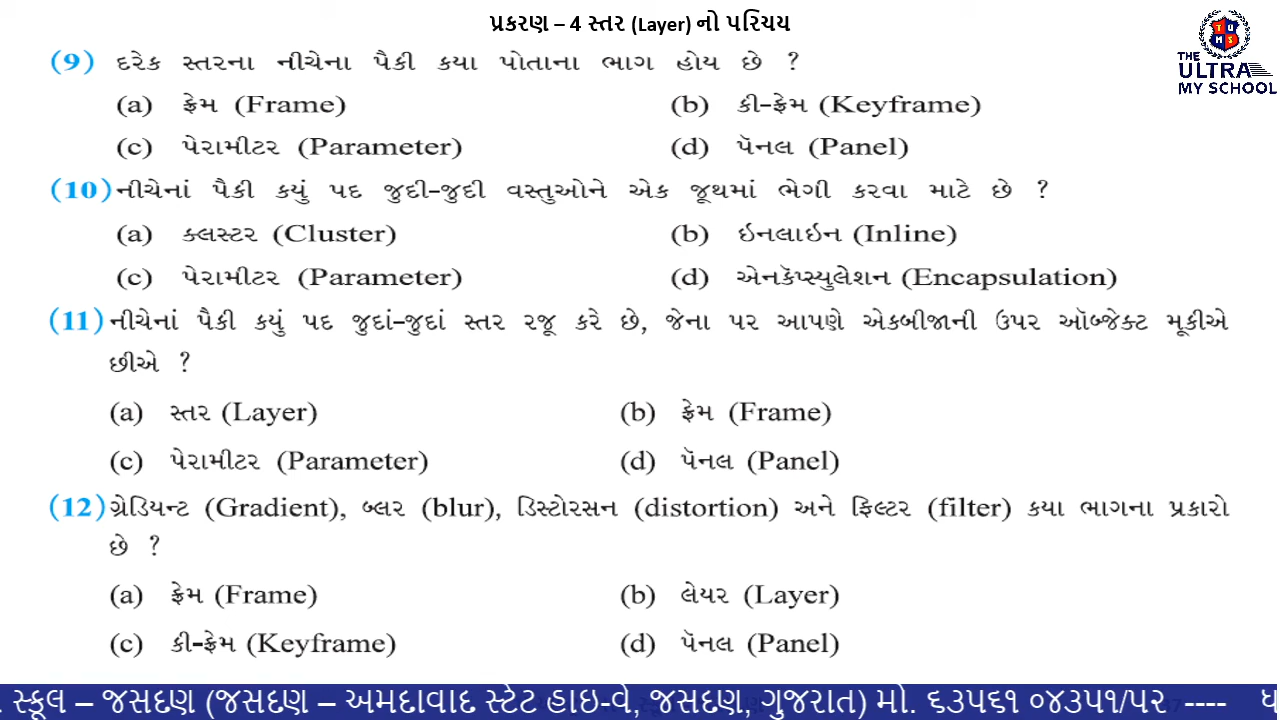 પ્રકરણ – 4 સ્તર (Layer) નો પરિચય
THE
ULTRA
MY SCHOOL
TUMS
(9) દરેક સ્તરના નીચેના પૈકી કયા પોતાના ભાગ હોય છે ?
(a) ફ્રેમ (Frame) (b) કી-ફ્રેમ (Keyframe)
(c) પેરામીટર (Parameter) (d) પૅનલ (Panel)
(10) નીચેનાં પૈકી કયું પદ જુદી-જુદી વસ્તુઓને એક જૂથમાં ભેગી કરવા માટે છે ?
(a) ક્લસ્ટર (Cluster) (b) ઇનલાઇન (Inline)
(c) પેરામીટર (Parameter) (d) એનકૅપ્સ્યુલેશન (Encapsulation)
(11) નીચેનાં પૈકી કયું પદ જુદાં-જુદાં સ્તર રજૂ કરે છે, જેના પર આપણે એકબીજાની ઉપર ઑબ્જેક્ટ મૂકીએ
છીએ ?
(a) સ્તર (Layer) (b) ફ્રેમ (Frame)
(c) પેરામીટર (Parameter) (d) પૅનલ (Panel)
(12) ગ્રેડિયન્ટ (Gradient), બ્લર (blur), ડિસ્ટોરસન (distortion) અને ફિલ્ટર (filter) કયા ભાગના પ્રકારો
છે ?
(a) ફ્રેમ (Frame) (b) લેયર (Layer)
(c) કી-ફ્રેમ (Keyframe) (d) પૅનલ (Panel)
સ્કૂલ – જસદણ (જસદણ – અમદાવાદ સ્ટેટ હાઇ-વે, જસદણ, ગુજરાત) મો. ૬૩૫૬૧ ૦૪૩૫૧/૫૨ ----